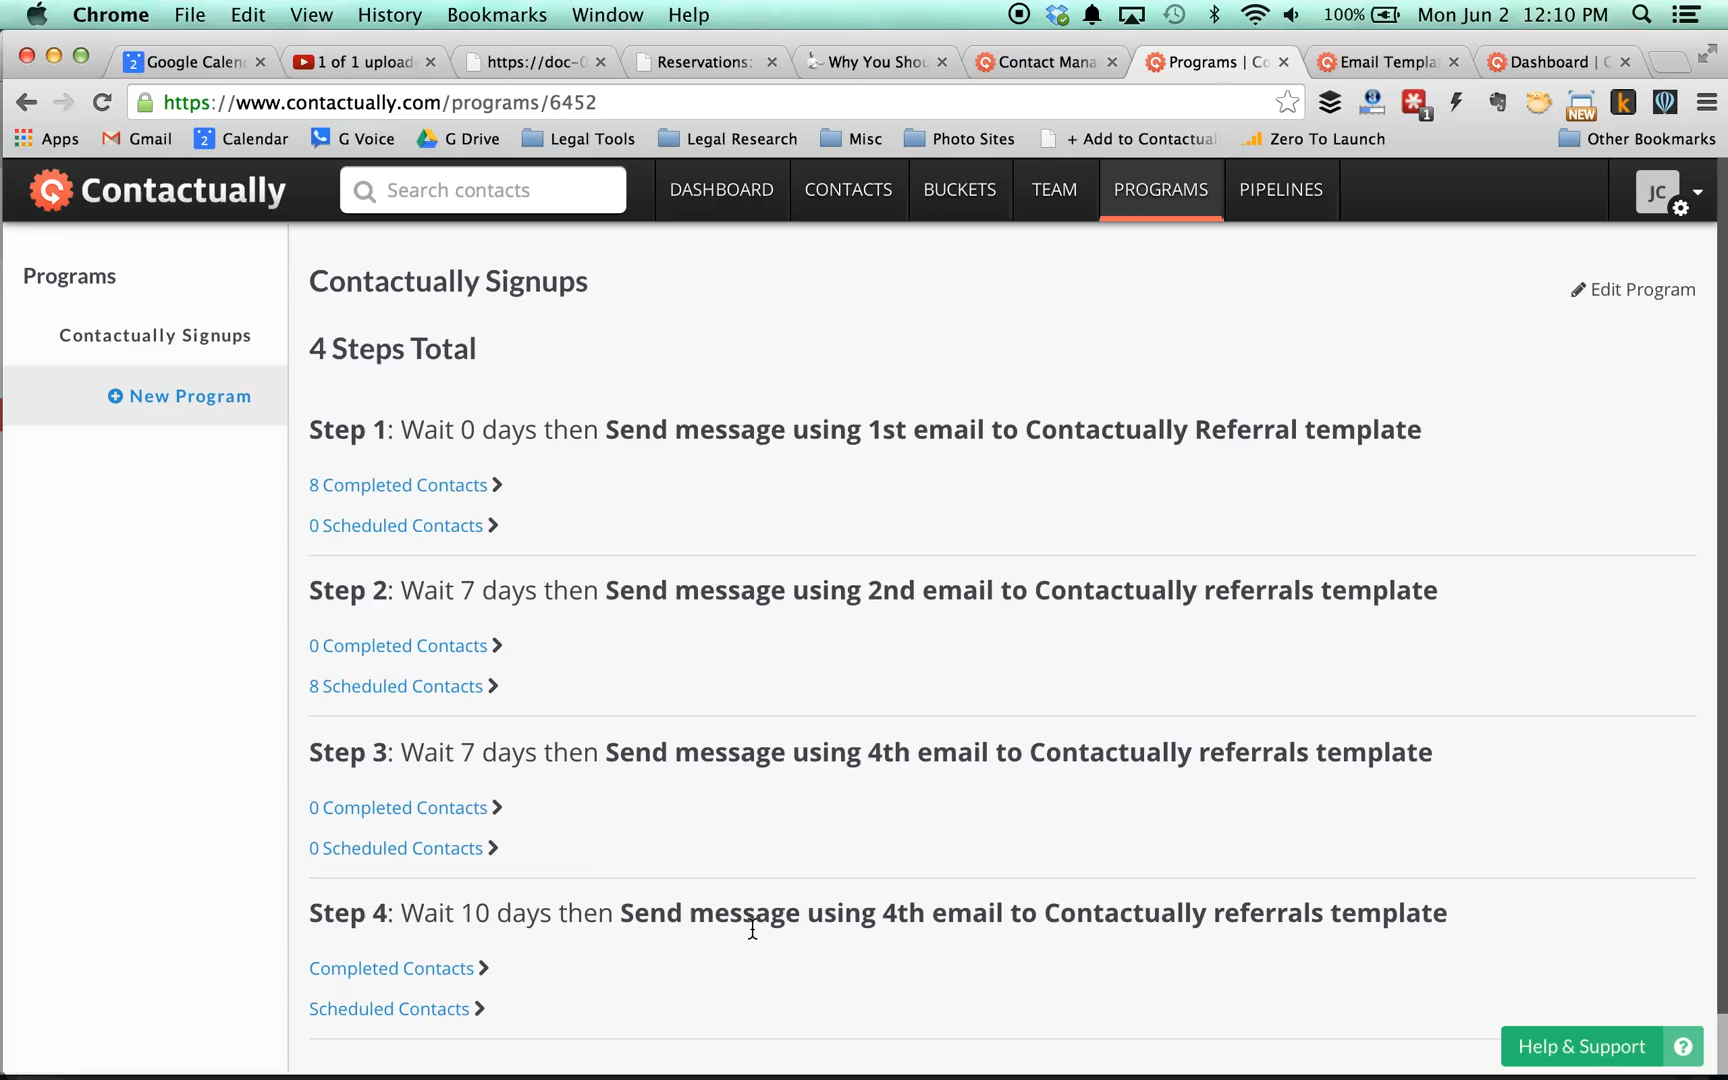 Chrome File Edit View History Bookmarks Window Help 100% Mon Jun 2 12:10 PM
2 Google Calen 1 of 1 upload https://doc-0 Reservations: Why You Shou Contact Mana Programs | Co Email Templa Dashboard | C
https://www.contactually.com/programs/6452 1 NEW k
Apps Gmail 2 Calendar G Voice G Drive Legal Tools Legal Research Misc Photo Sites + Add to Contactual Zero To Launch Other Bookmarks
Contactually Search contacts DASHBOARD CONTACTS BUCKETS TEAM PROGRAMS PIPELINES JC
Programs
Contactually Signups
New Program
Contactually Signups
Edit Program
4 Steps Total
Step 1: Wait 0 days then Send message using 1st email to Contactually Referral template
8 Completed Contacts
0 Scheduled Contacts
Step 2: Wait 7 days then Send message using 2nd email to Contactually referrals template
0 Completed Contacts
8 Scheduled Contacts
Step 3: Wait 7 days then Send message using 4th email to Contactually referrals template
0 Completed Contacts
0 Scheduled Contacts
Step 4: Wait 10 days then Send message using 4th email to Contactually referrals template
Completed Contacts
Scheduled Contacts
Help & Support ?